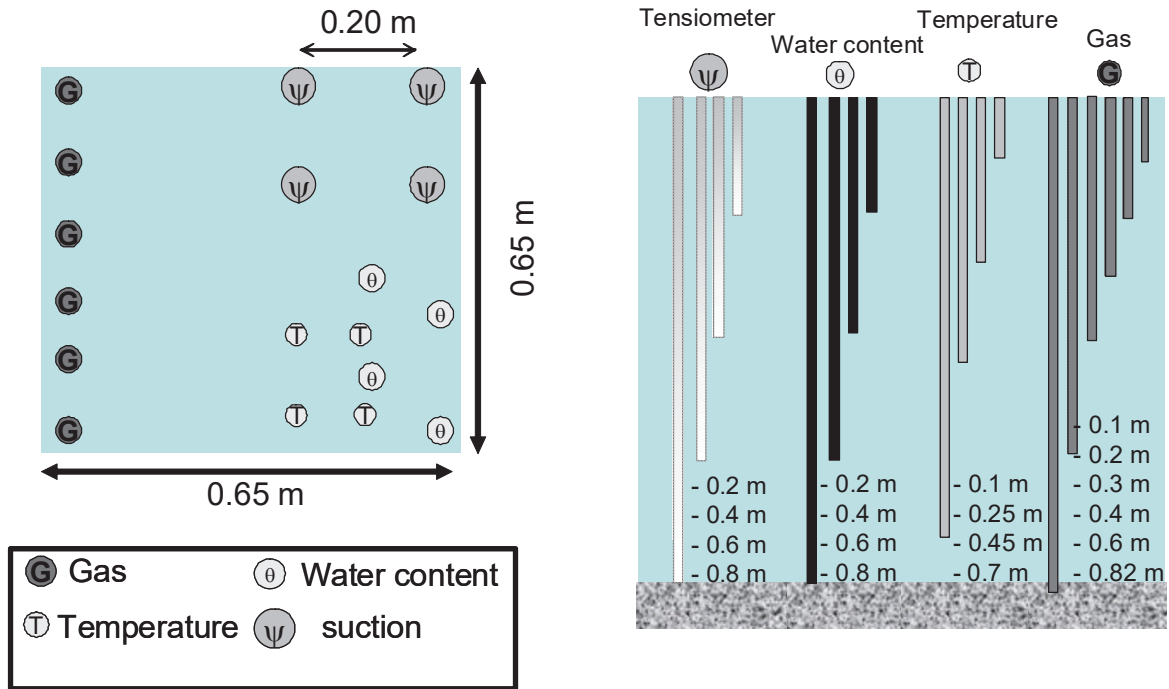 0.20 m
G
ψ ψ
G
ψ ψ
G
θ
G
θ
T T
G
θ
T T
G
θ
0.65 m
0.65 m
G Gas
θ Water content
T Temperature
ψ suction
Tensiometer
Water content
Temperature
Gas
ψ
θ
T
G
- 0.2 m
- 0.4 m
- 0.6 m
- 0.8 m
- 0.2 m
- 0.4 m
- 0.6 m
- 0.8 m
- 0.1 m
- 0.25 m
- 0.45 m
- 0.7 m
- 0.1 m
- 0.2 m
- 0.3 m
- 0.4 m
- 0.6 m
- 0.82 m